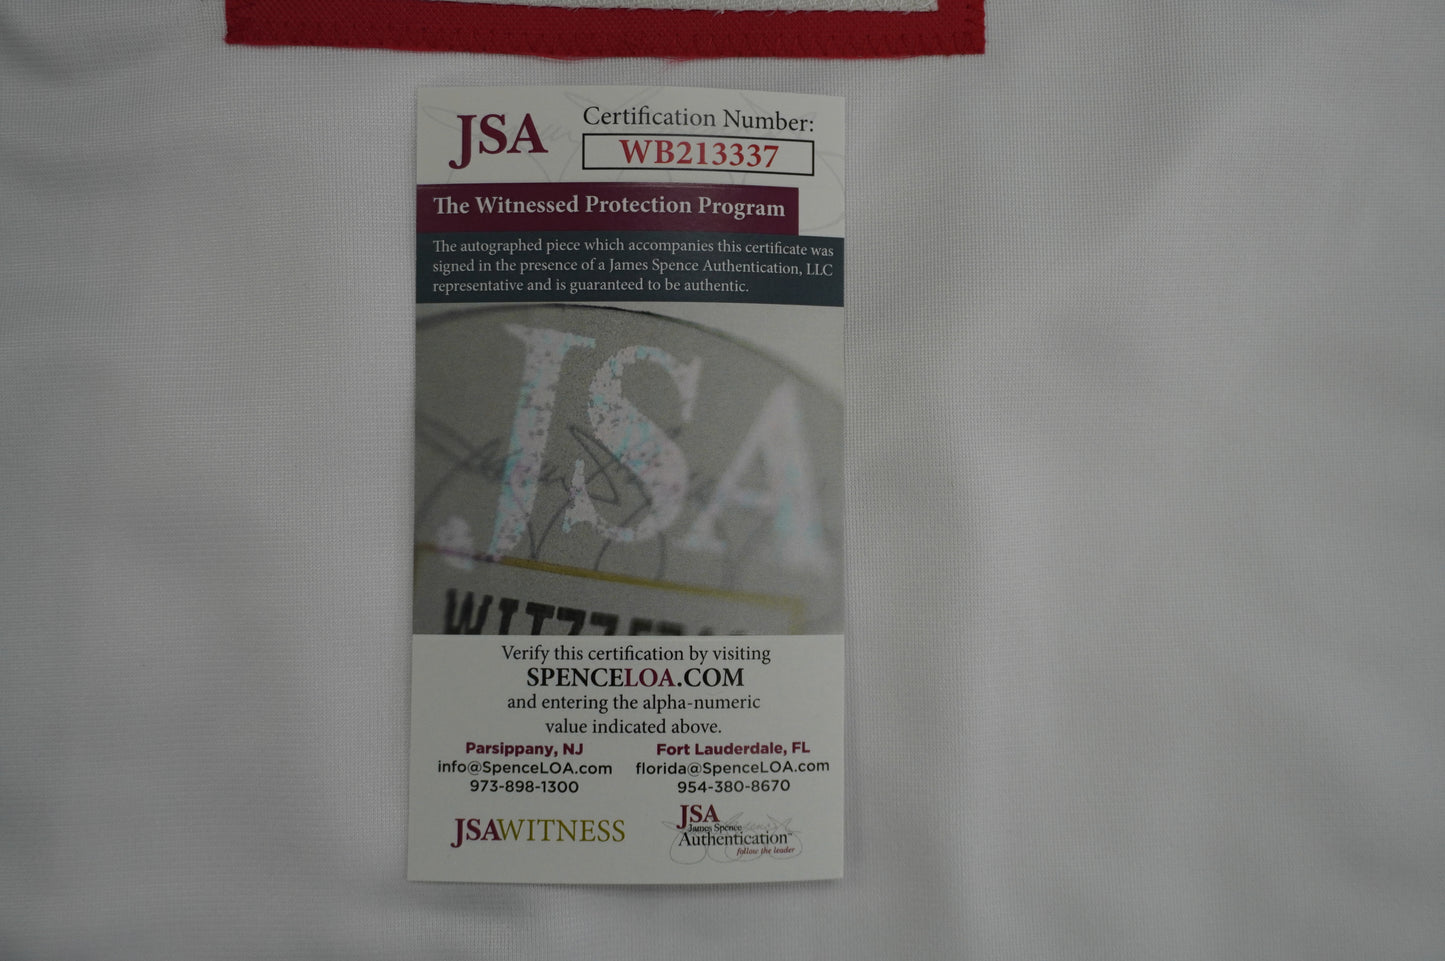 JSA
Certification Number:
WB213337
The Witnessed Protection Program
The autographed piece which accompanies this certificate was
signed in the presence of a James Spence Authentication, LLC
representative and is guaranteed to be authentic.
JSA
Verify this certification by visiting
SPENCELOA.COM
and entering the alpha-numeric
value indicated above.
Parsippany, NJ
info@SpenceLOA.com
973-898-1300
Fort Lauderdale, FL
florida@SpenceLOA.com
954-380-8670
JSAWITNESS
JSA
James Spence
Authentication™
follow the leader